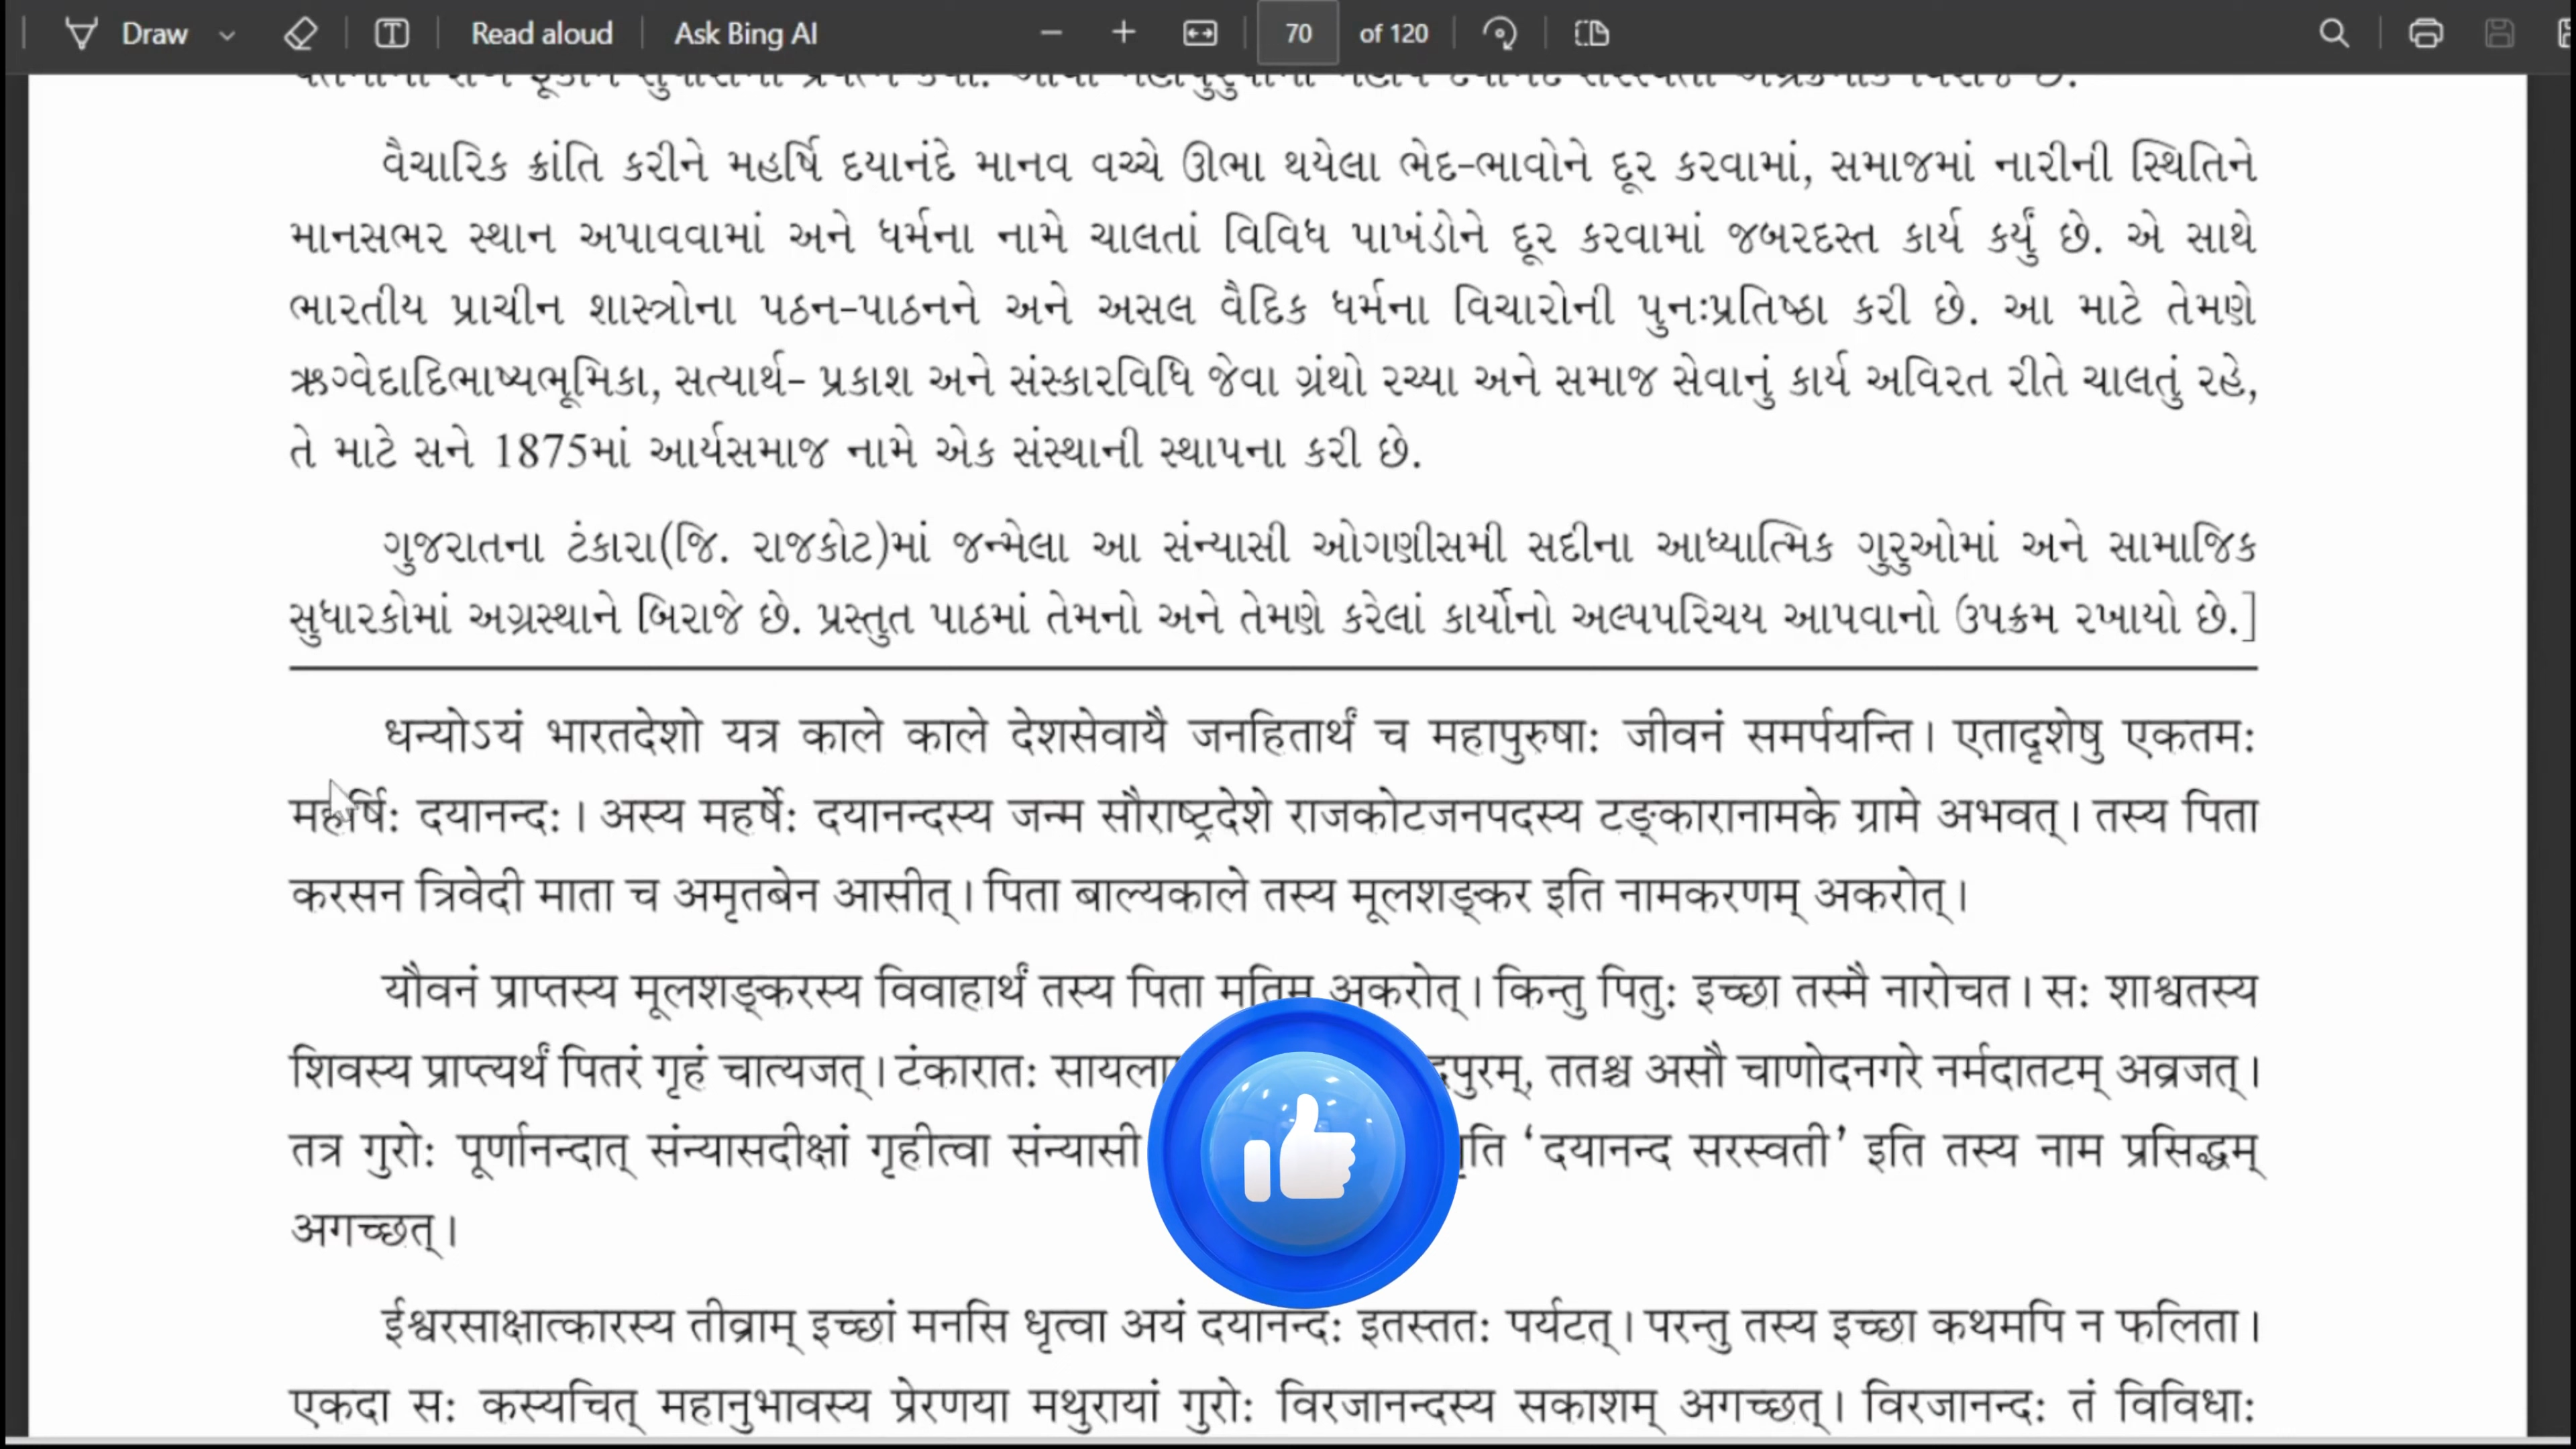 Draw Read aloud Ask Bing AI 70 of 120
વૈચારિક ક્રાંતિ કરીને મહર્ષિ દયાનંદે માનવ વચ્ચે ઊભા થયેલા ભેદ-ભાવોને દૂર કરવામાં, સમાજમાં નારીની સ્થિતિને
માનસભર સ્થાન અપાવવામાં અને ધર્મના નામે ચાલતાં વિવિધ પાખંડોને દૂર કરવામાં જબરદસ્ત કાર્ય કર્યું છે. એ સાથે
ભારતીય પ્રાચીન શાસ્ત્રોના પઠન-પાઠનને અને અસલ વૈદિક ધર્મના વિચારોની પુનઃપ્રતિષ્ઠા કરી છે. આ માટે તેમણે
ઋગ્વેદાદિભાષ્યભૂમિકા, સત્યાર્થ- પ્રકાશ અને સંસ્કારવિધિ જેવા ગ્રંથો રચ્યા અને સમાજ સેવાનું કાર્ય અવિરત રીતે ચાલતું રહે,
તે માટે સને 1875માં આર્યસમાજ નામે એક સંસ્થાની સ્થાપના કરી છે.
ગુજરાતના ટંકારા(જિ. રાજકોટ)માં જન્મેલા આ સંન્યાસી ઓગણીસમી સદીના આધ્યાત્મિક ગુરુઓમાં અને સામાજિક
સુધારકોમાં અગ્રસ્થાને બિરાજે છે. પ્રસ્તુત પાઠમાં તેમનો અને તેમણે કરેલાં કાર્યોનો અલ્પપરિચય આપવાનો ઉપક્રમ રખાયો છે.]
धन्योऽयं भारतदेशो यत्र काले काले देशसेवायै जनहितार्थं च महापुरुषाः जीवनं समर्पयन्ति। एतादृशेषु एकतमः
महर्षिः दयानन्दः। अस्य महर्षेः दयानन्दस्य जन्म सौराष्ट्रदेशे राजकोटजनपदस्य टङ्कारानामके ग्रामे अभवत्। तस्य पिता
करसन त्रिवेदी माता च अमृतबेन आसीत्। पिता बाल्यकाले तस्य मूलशङ्कर इति नामकरणम् अकरोत्।
यौवनं प्राप्तस्य मूलशङ्करस्य विवाहार्थं तस्य पिता मतिम् अकरोत्। किन्तु पितुः इच्छा तस्मै नारोचत। सः शाश्वतस्य
शिवस्य प्राप्त्यर्थं पितरं गृहं चात्यजत्। टंकारातः ततश्च असौ चाणोदनगरे नर्मदातटम् अव्रजत्।
तत्र गुरोः पूर्णानन्दात् संन्यासदीक्षां गृहीत्वा संन्यासी ‘दयानन्द सरस्वती’ इति तस्य नाम प्रसिद्धम्
अगच्छत्।
ईश्वरसाक्षात्कारस्य तीव्राम् इच्छां मनसि धृत्वा अयं दयानन्दः इतस्ततः पर्यटत्। परन्तु तस्य इच्छा कथमपि न फलिता।
एकदा सः कस्यचित् महानुभावस्य प्रेरणया मथुरायां गुरोः विरजानन्दस्य सकाशम् अगच्छत्। विरजानन्दः तं विविधाः